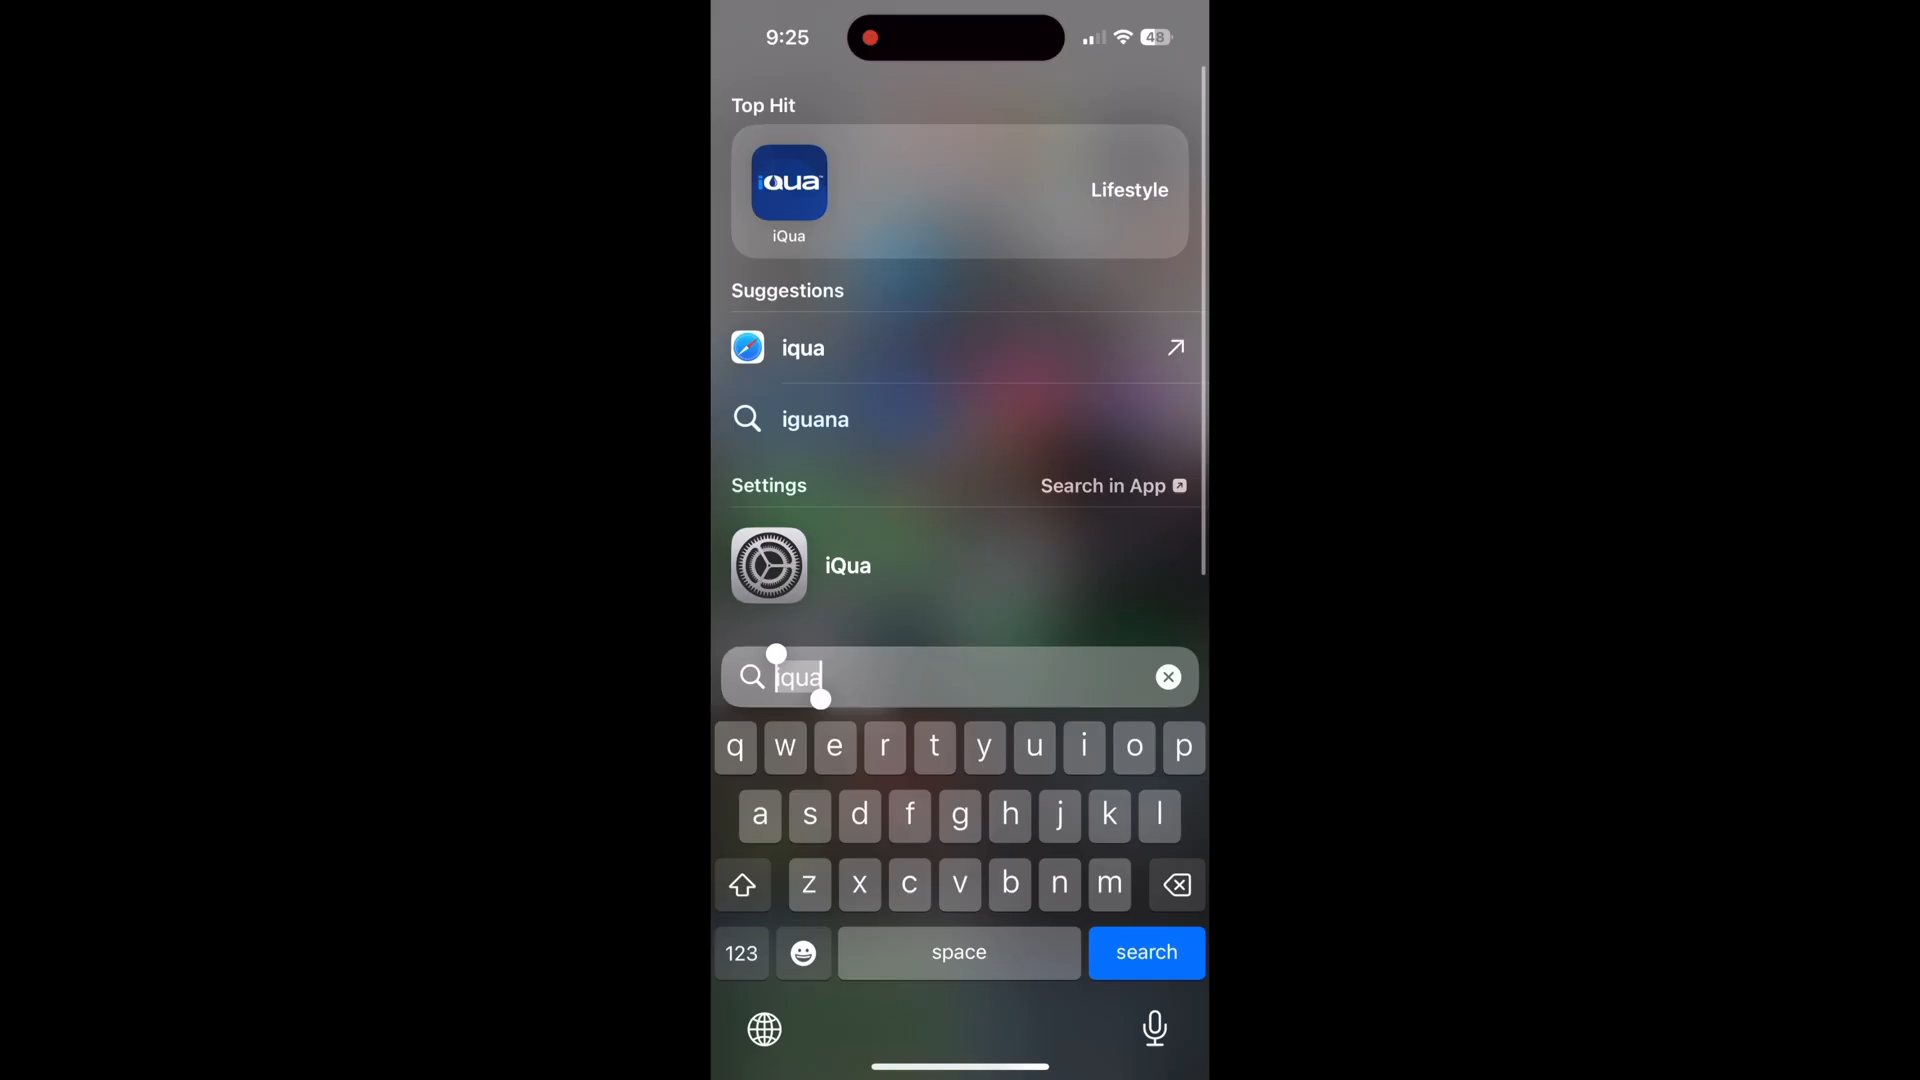 9:25
48
Top Hit
iQua™
Lifestyle
iQua
Suggestions
iqua
iguana
Settings
Search in App
iQua
iqua
q w e r t y u i o p
a s d f g h j k l
z x c v b n m
123
space
search